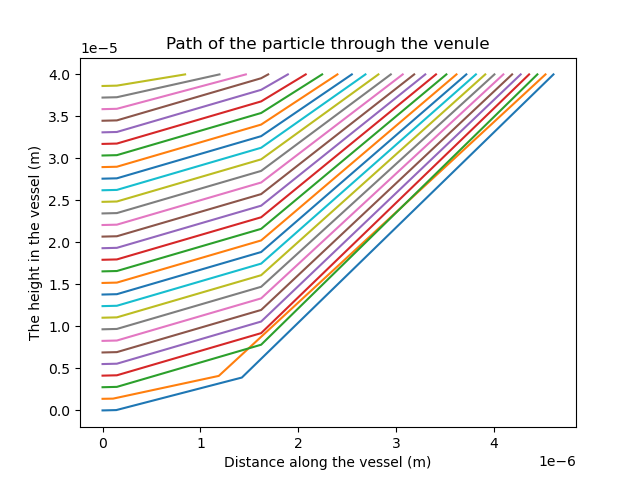 Path of the particle through the venule
1e−5
4.0
3.5
3.0
2.5
2.0
1.5
1.0
0.5
0.0
The height in the vessel (m)
0 1 2 3 4
Distance along the vessel (m)
1e−6